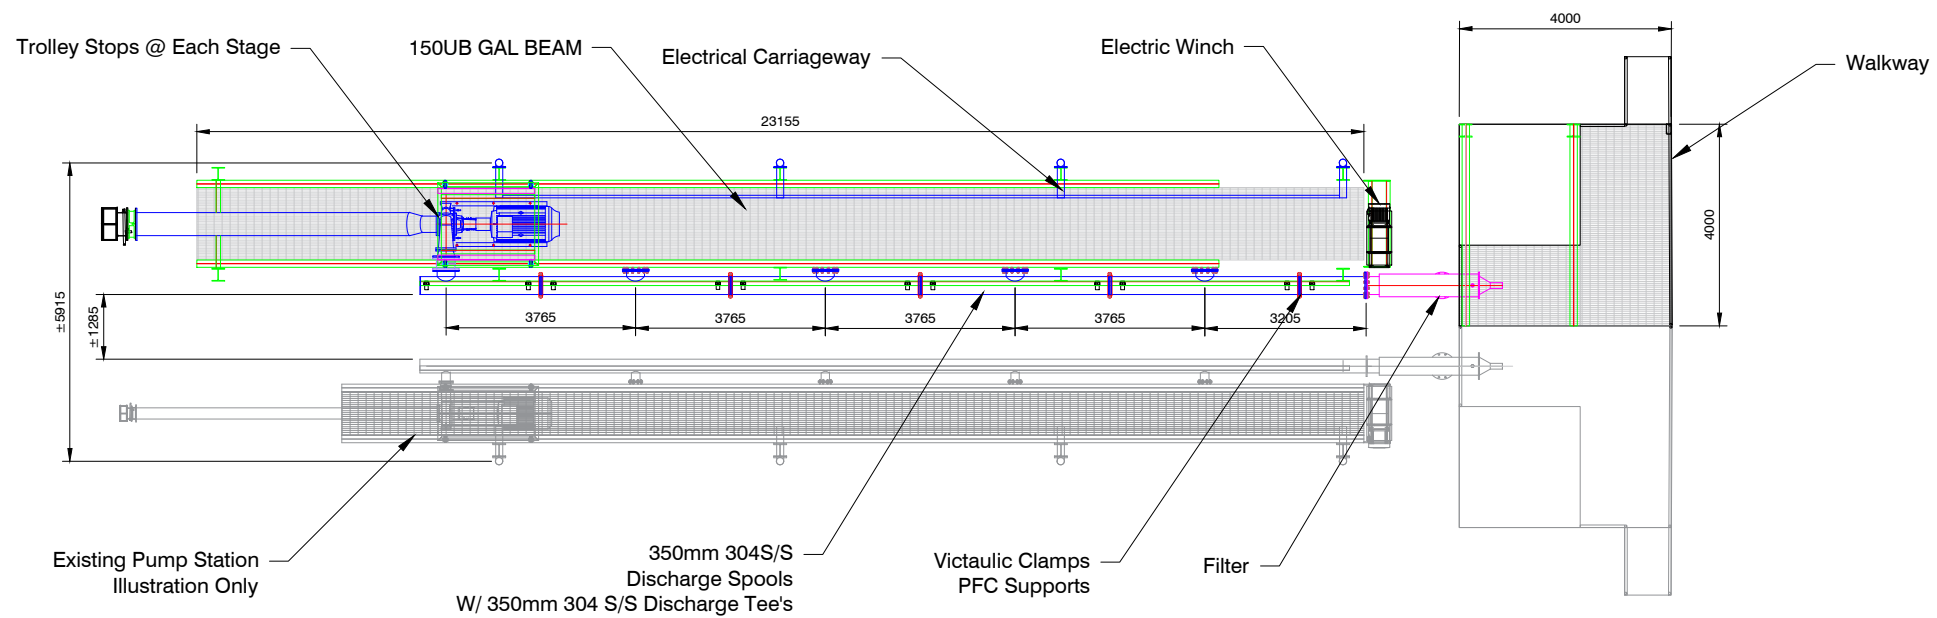 4000
Trolley Stops @ Each Stage
150UB GAL BEAM
Electrical Carriageway
Electric Winch
Walkway
23155
4000
±5915
±1285
3765
3765
3765
3765
3205
Existing Pump Station
Illustration Only
350mm 304S/S
Discharge Spools
W/ 350mm 304 S/S Discharge Tee's
Victaulic Clamps
PFC Supports
Filter